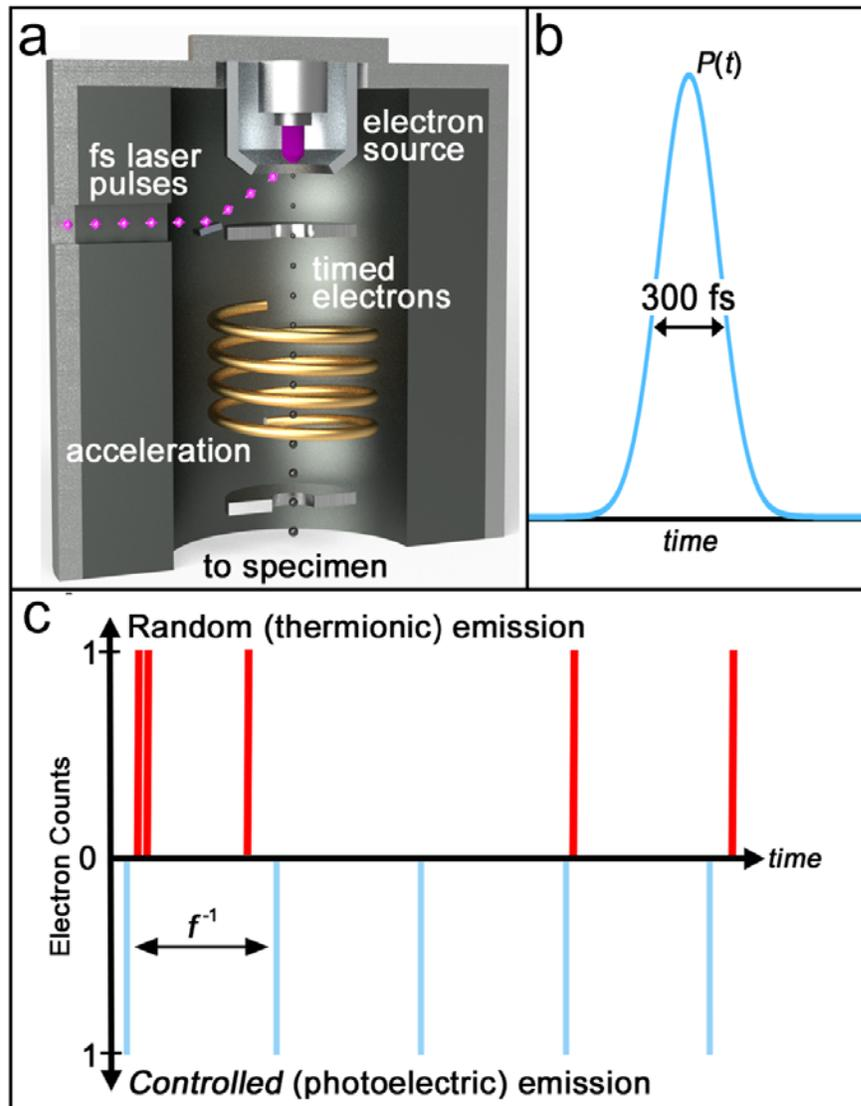 a
electron
source
fs laser
pulses
timed
electrons
acceleration
to specimen
b
P(t)
300 fs
time
c
Random (thermionic) emission
1
Electron Counts
0
time
f⁻¹
1
Controlled (photoelectric) emission